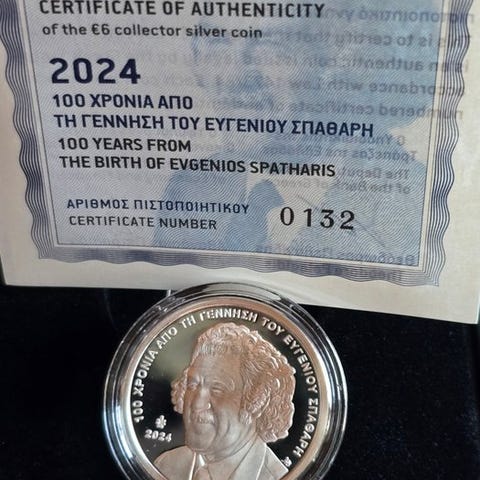 CERTIFICATE OF AUTHENTICITY
of the €6 collector silver coin
2024
100 ΧΡΟΝΙΑ ΑΠΟ
ΤΗ ΓΕΝΝΗΣΗ ΤΟΥ ΕΥΓΕΝΙΟΥ ΣΠΑΘΑΡΗ
100 YEARS FROM
THE BIRTH OF EVGENIOS SPATHARIS
ΑΡΙΘΜΟΣ ΠΙΣΤΟΠΟΙΗΤΙΚΟΥ
CERTIFICATE NUMBER 0132
100 ΧΡΟΝΙΑ ΑΠΟ ΤΗ ΓΕΝΝΗΣΗ ΤΟΥ ΕΥΓΕΝΙΟΥ ΣΠΑΘΑΡΗ
2024